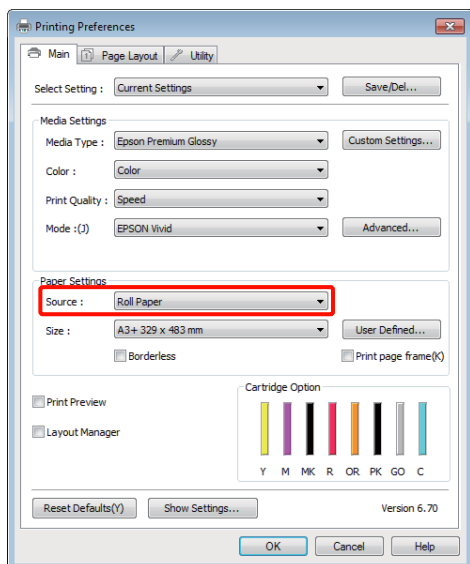 Printing Preferences
Main Page Layout Utility
Select Setting : Current Settings Save/Del...
Media Settings
Media Type : Epson Premium Glossy Custom Settings...
Color : Color
Print Quality : Speed
Mode :(J) EPSON Vivid Advanced...
Paper Settings
Source : Roll Paper
Size : A3+ 329 x 483 mm User Defined...
Borderless Print page frame(K)
Cartridge Option
Print Preview
Layout Manager
Y M MK R OR PK GO C
Reset Defaults(Y) Show Settings... Version 6.70
OK Cancel Help